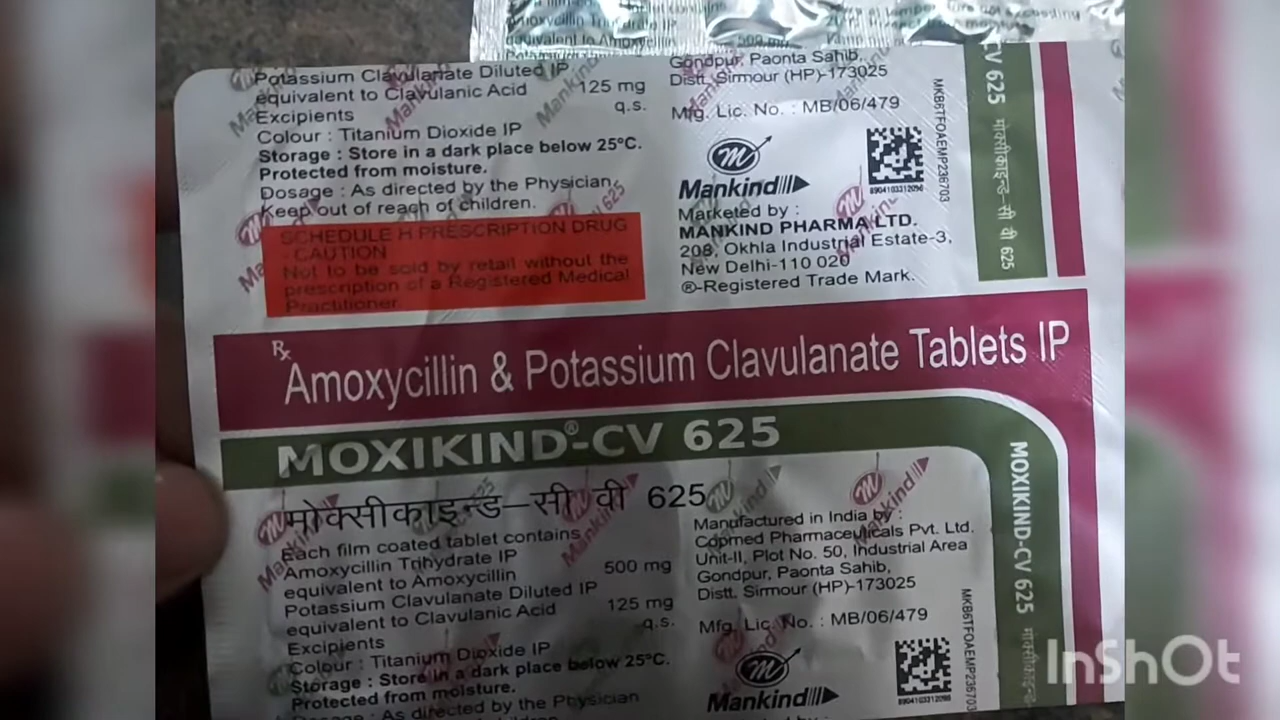 Amoxycillin Trihydrate IP
equivalent to Amoxycillin 500 mg
Potassium Clavulanate Diluted IP
equivalent to Clavulanic Acid 125 mg
Excipients q.s.
Colour : Titanium Dioxide IP
Storage : Store in a dark place below 25°C.
Protected from moisture.
Dosage : As directed by the Physician.
Keep out of reach of children.
SCHEDULE H PRESCRIPTION DRUG
- CAUTION
Not to be sold by retail without the
prescription of a Registered Medical
Practitioner.
Gondpur, Paonta Sahib,
Distt. Sirmour (HP)-173025
Mfg. Lic. No. : MB/06/479
Mankind
8904103312096
Marketed by :
MANKIND PHARMA LTD.
208, Okhla Industrial Estate-3,
New Delhi-110 020
®-Registered Trade Mark.
MKB6TFOAEMP236703
CV 625 माक्सीकाइन्ड-सी वी 625
Rx
Amoxycillin & Potassium Clavulanate Tablets IP
MOXIKIND®-CV 625
मोक्सीकाइन्ड–सी वी 625
Each film coated tablet contains
Amoxycillin Trihydrate IP
equivalent to Amoxycillin 500 mg
Potassium Clavulanate Diluted IP
equivalent to Clavulanic Acid 125 mg
Excipients q.s.
Colour : Titanium Dioxide IP
Storage : Store in a dark place below 25°C.
Protected from moisture.
Dosage : As directed by the Physician
Manufactured in India by :
Copmed Pharmaceuticals Pvt. Ltd.
Unit-II, Plot No. 50, Industrial Area
Gondpur, Paonta Sahib,
Distt. Sirmour (HP)-173025
Mfg. Lic. No. : MB/06/479
Mankind
8904103312096
MKB6TFOAEMP236703
MOXIKIND-CV 625
InShOt